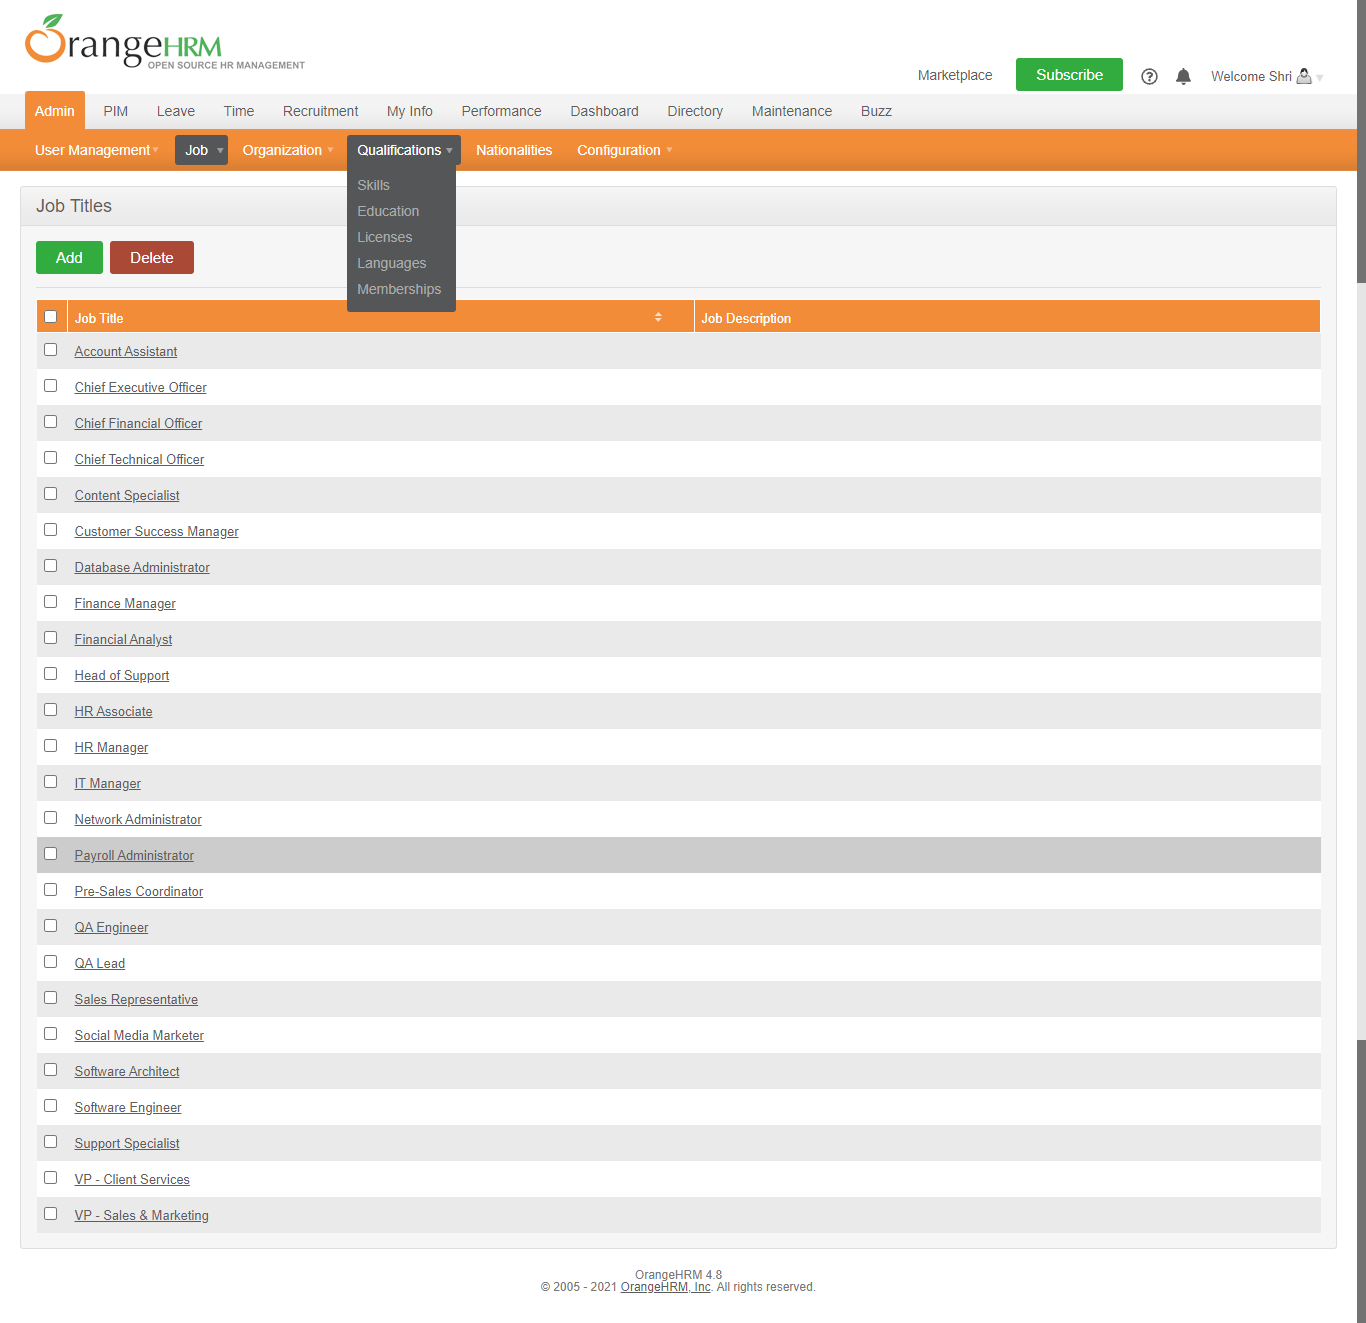 OrangeHRM
OPEN SOURCE HR MANAGEMENT
Marketplace Subscribe Welcome Shri
Admin PIM Leave Time Recruitment My Info Performance Dashboard Directory Maintenance Buzz
User Management Job Organization Qualifications Nationalities Configuration
Skills
Education
Licenses
Languages
Memberships
Job Titles
Add Delete
Job Title Job Description
Account Assistant
Chief Executive Officer
Chief Financial Officer
Chief Technical Officer
Content Specialist
Customer Success Manager
Database Administrator
Finance Manager
Financial Analyst
Head of Support
HR Associate
HR Manager
IT Manager
Network Administrator
Payroll Administrator
Pre-Sales Coordinator
QA Engineer
QA Lead
Sales Representative
Social Media Marketer
Software Architect
Software Engineer
Support Specialist
VP - Client Services
VP - Sales & Marketing
OrangeHRM 4.8
© 2005 - 2021 OrangeHRM, Inc. All rights reserved.